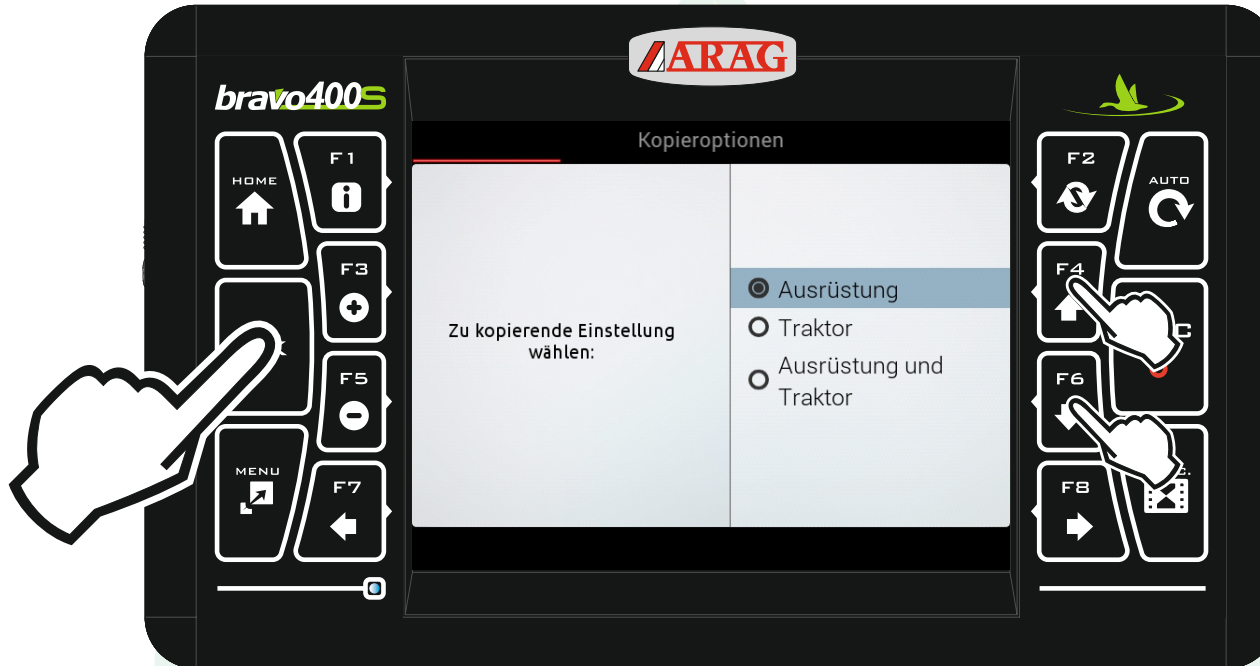 ARAG
bravo400S
Kopieroptionen
HOME
F1
F2
AUTO
F3
F4
Zu kopierende Einstellung
wählen:
Ausrüstung
Traktor
Ausrüstung und
Traktor
F5
F6
MENU
F7
F8